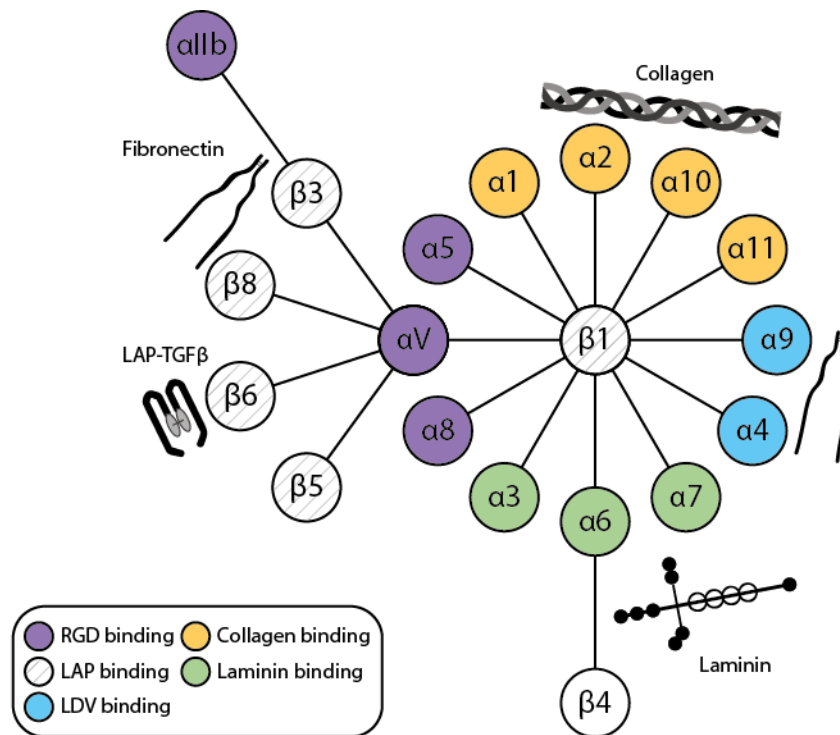 αIIb
Collagen
Fibronectin
α2
β3
α1
α10
α5
α11
β8
αV
β1
α9
LAP-TGFβ
β6
α8
α4
β5
α3
α6
α7
RGD binding
Collagen binding
LAP binding
Laminin binding
LDV binding
Laminin
β4